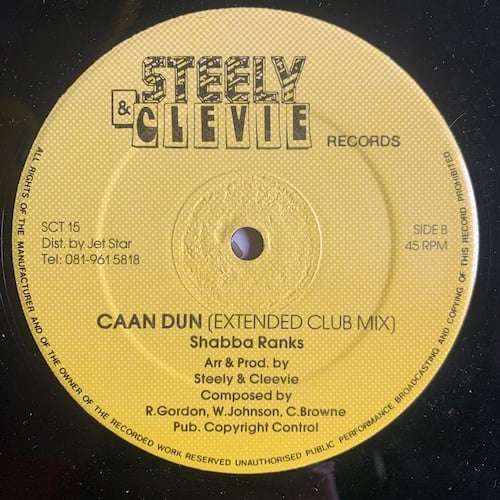 STEELY
& CLEVIE
RECORDS
SCT 15
Dist. by Jet Star
Tel: 081-961 5818
SIDE B
45 RPM
CAAN DUN (EXTENDED CLUB MIX)
Shabba Ranks
Arr & Prod. by
Steely & Cleevie
Composed by
R.Gordon, W.Johnson, C.Browne
Pub. Copyright Control
ALL RIGHTS OF THE MANUFACTURER AND OF THE OWNER OF THE RECORDED WORK RESERVED UNAUTHORISED PUBLIC PERFORMANCE BROADCASTING AND COPYING OF THIS RECORD PROHIBITED